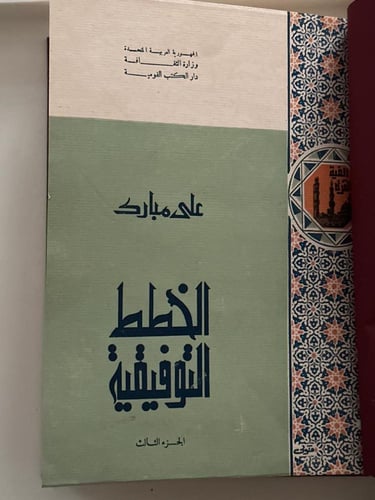 الجمهورية العربية المتحدة
وزارة الثقافة
دار الكتب القومية
على مبارك
الخطط
التوفيقية
الجزء الثالث